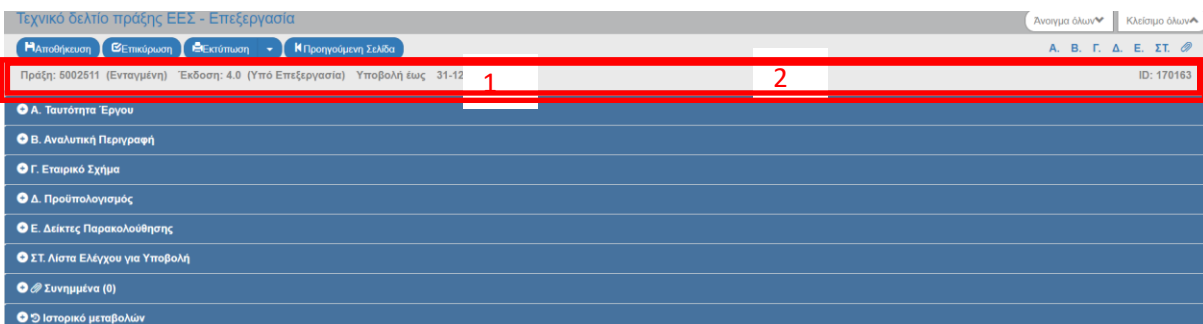 Τεχνικό δελτίο πράξης ΕΕΣ - Επεξεργασία
Άνοιγμα όλων Κλείσιμο όλων
Αποθήκευση Επικύρωση Εκτύπωση Προηγούμενη Σελίδα
Α. Β. Γ. Δ. Ε. ΣΤ.
Πράξη: 5002511 (Ενταγμένη) Έκδοση: 4.0 (Υπό Επεξεργασία) Υποβολή έως 31-12 1 2 ID: 170163
Α. Ταυτότητα Έργου
Β. Αναλυτική Περιγραφή
Γ. Εταιρικό Σχήμα
Δ. Προϋπολογισμός
Ε. Δείκτες Παρακολούθησης
ΣΤ. Λίστα Ελέγχου για Υποβολή
Συνημμένα (0)
Ιστορικό μεταβολών